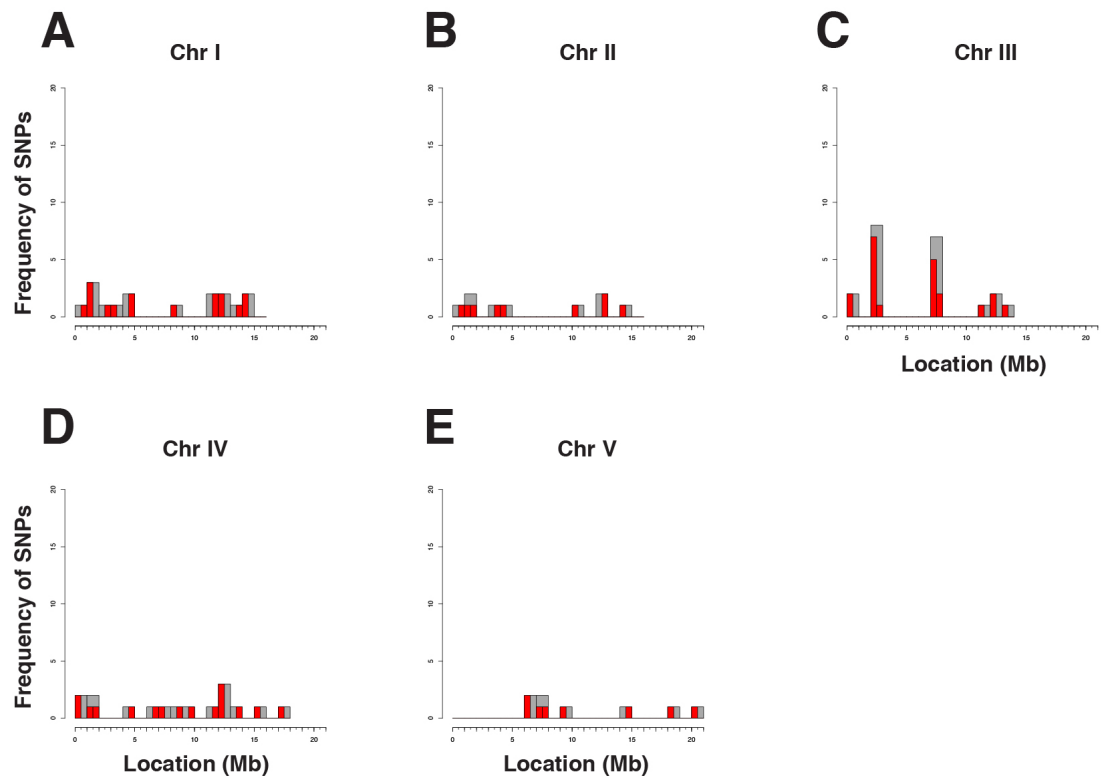 A B C
Chr I Chr II Chr III
Frequency of SNPs
20 20 20
15 15 15
10 10 10
5 5 5
0 0 0
0 5 10 15 20 0 5 10 15 20 0 5 10 15 20
Location (Mb)
D E
Chr IV Chr V
Frequency of SNPs
20 20
15 15
10 10
5 5
0 0
0 5 10 15 20 0 5 10 15 20
Location (Mb) Location (Mb)